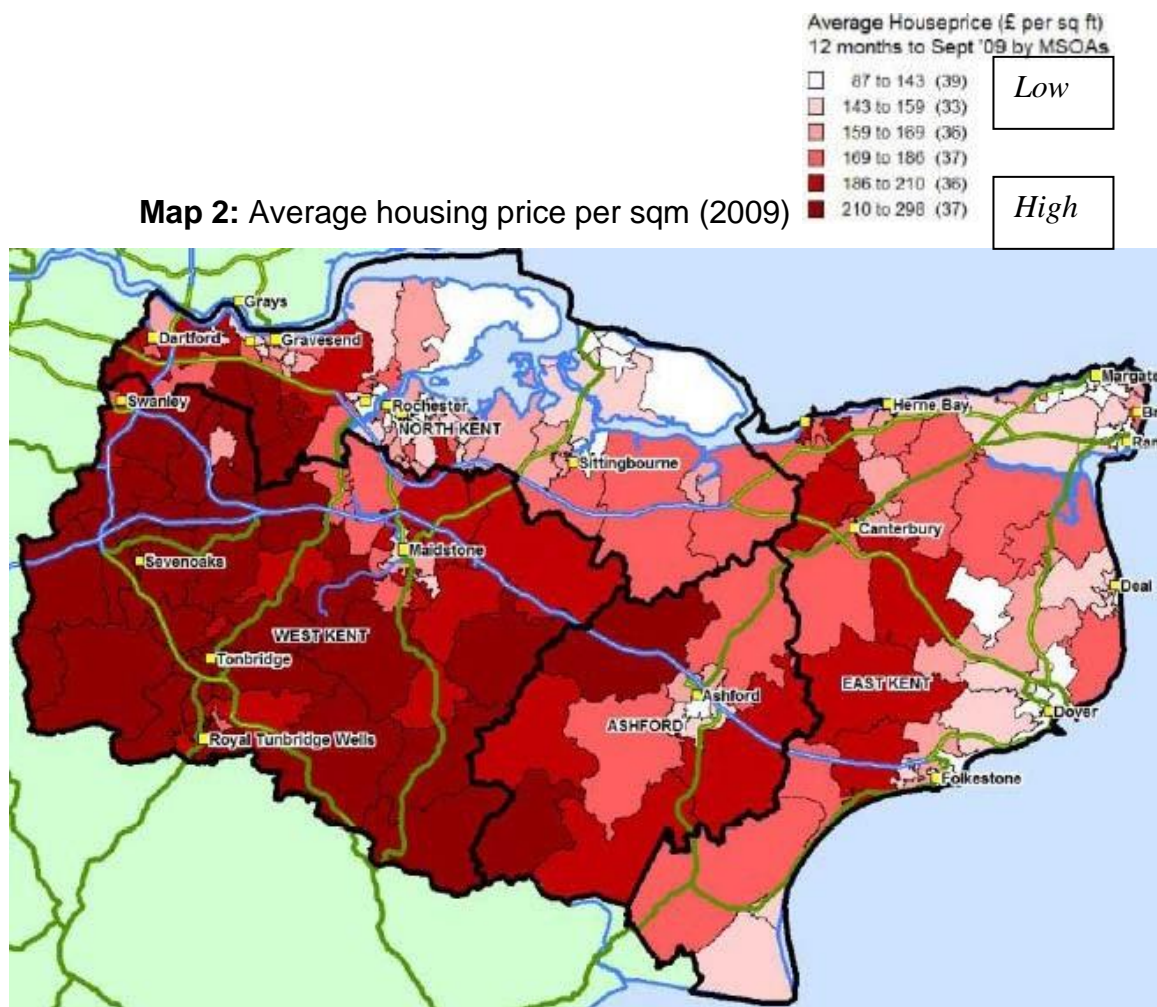 Average Houseprice (£ per sq ft)
12 months to Sept '09 by MSOAs
87 to 143 (39)
143 to 159 (33)
159 to 169 (36)
169 to 186 (37)
186 to 210 (36)
210 to 298 (37)
Low
High
Map 2: Average housing price per sqm (2009)
Grays
Dartford
Gravesend
Swanley
Rochester
NORTH KENT
Sittingbourne
Herne Bay
Margate
Br
Ram
Canterbury
Maidstone
Sevenoaks
Deal
WEST KENT
Tonbridge
EAST KENT
Ashford
ASHFORD
Dover
Royal Tunbridge Wells
Folkestone